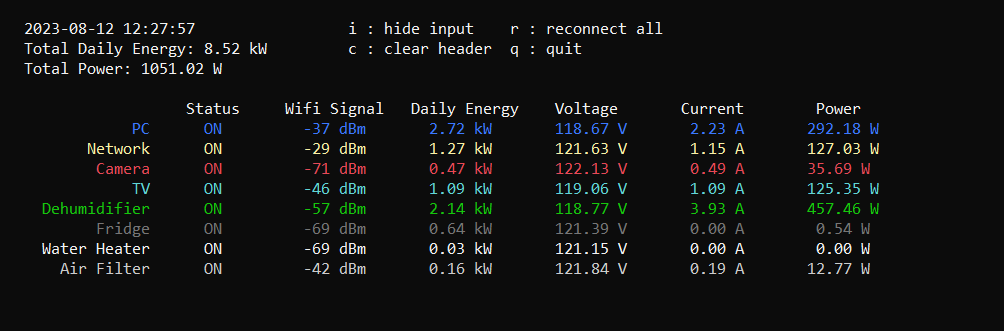 2023-08-12 12:27:57 i : hide input r : reconnect all
Total Daily Energy: 8.52 kW c : clear header q : quit
Total Power: 1051.02 W
Status Wifi Signal Daily Energy Voltage Current Power
PC ON -37 dBm 2.72 kW 118.67 V 2.23 A 292.18 W
Network ON -29 dBm 1.27 kW 121.63 V 1.15 A 127.03 W
Camera ON -71 dBm 0.47 kW 122.13 V 0.49 A 35.69 W
TV ON -46 dBm 1.09 kW 119.06 V 1.09 A 125.35 W
Dehumidifier ON -57 dBm 2.14 kW 118.77 V 3.93 A 457.46 W
Fridge ON -69 dBm 0.64 kW 121.39 V 0.00 A 0.54 W
Water Heater ON -69 dBm 0.03 kW 121.15 V 0.00 A 0.00 W
Air Filter ON -42 dBm 0.16 kW 121.84 V 0.19 A 12.77 W